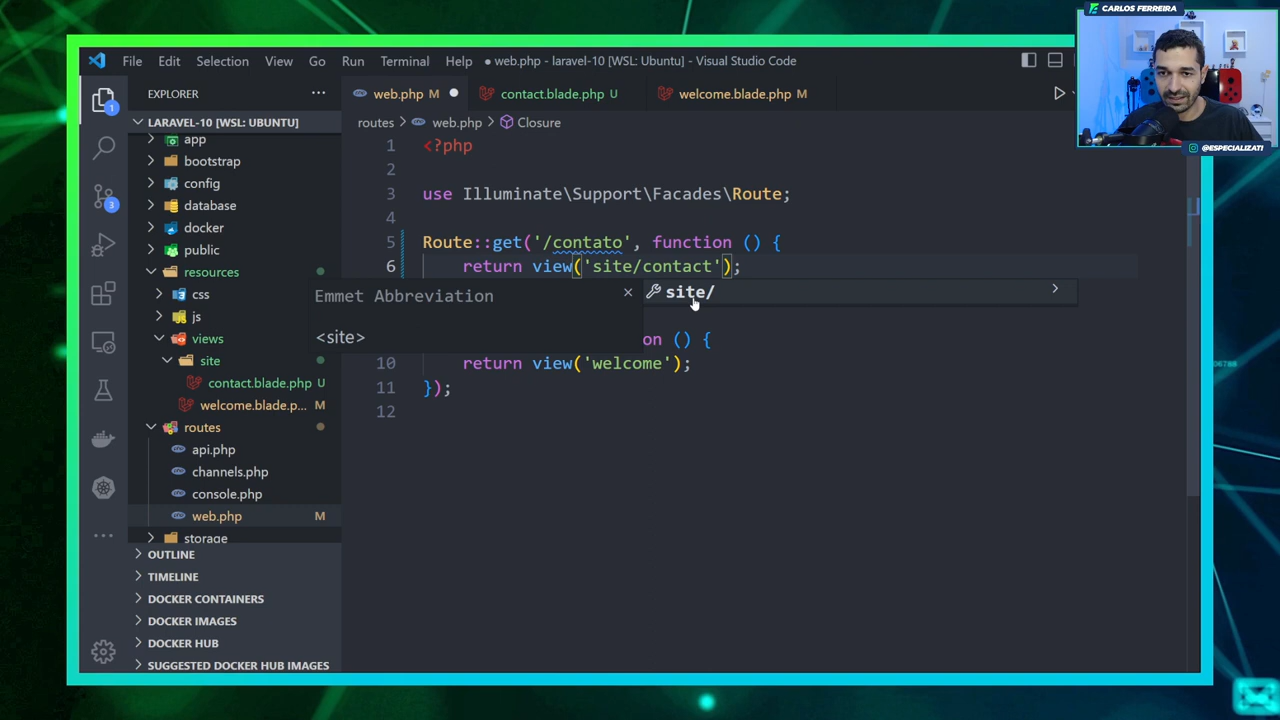 CARLOS FERREIRA
@ESPECIALIZATI
File Edit Selection View Go Run Terminal Help
● web.php - laravel-10 [WSL: Ubuntu] - Visual Studio Code
EXPLORER ···
LARAVEL-10 [WSL: UBUNTU]
app
bootstrap
config
database
docker
public
resources
css
js
views
site
contact.blade.php U
welcome.blade.p... M
routes
api.php
channels.php
console.php
web.php M
storage
OUTLINE
TIMELINE
DOCKER CONTAINERS
DOCKER IMAGES
DOCKER HUB
SUGGESTED DOCKER HUB IMAGES
1
3
web.php M ● contact.blade.php U welcome.blade.php M
routes > web.php > Closure
1 <?php
2
3 use Illuminate\Support\Facades\Route;
4
5 Route::get('/contato', function () {
6 return view('site/contact');
Emmet Abbreviation ×
<site>
site/ >
on () {
10 return view('welcome');
11 });
12